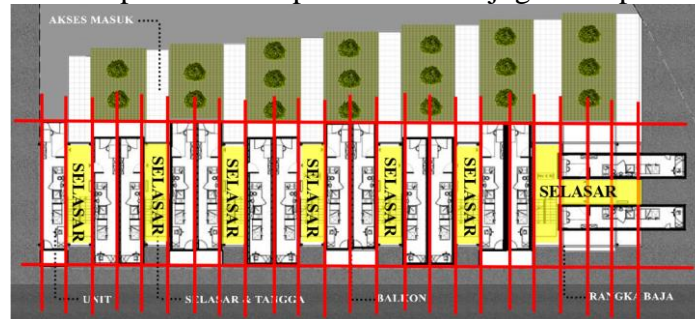 AKSES MASUK
SELASAR
SELASAR
SELASAR
SELASAR
SELASAR
SELASAR
SELASAR
UNIT
SELASAR & TANGGA
BALKON
RANGKA BAJA